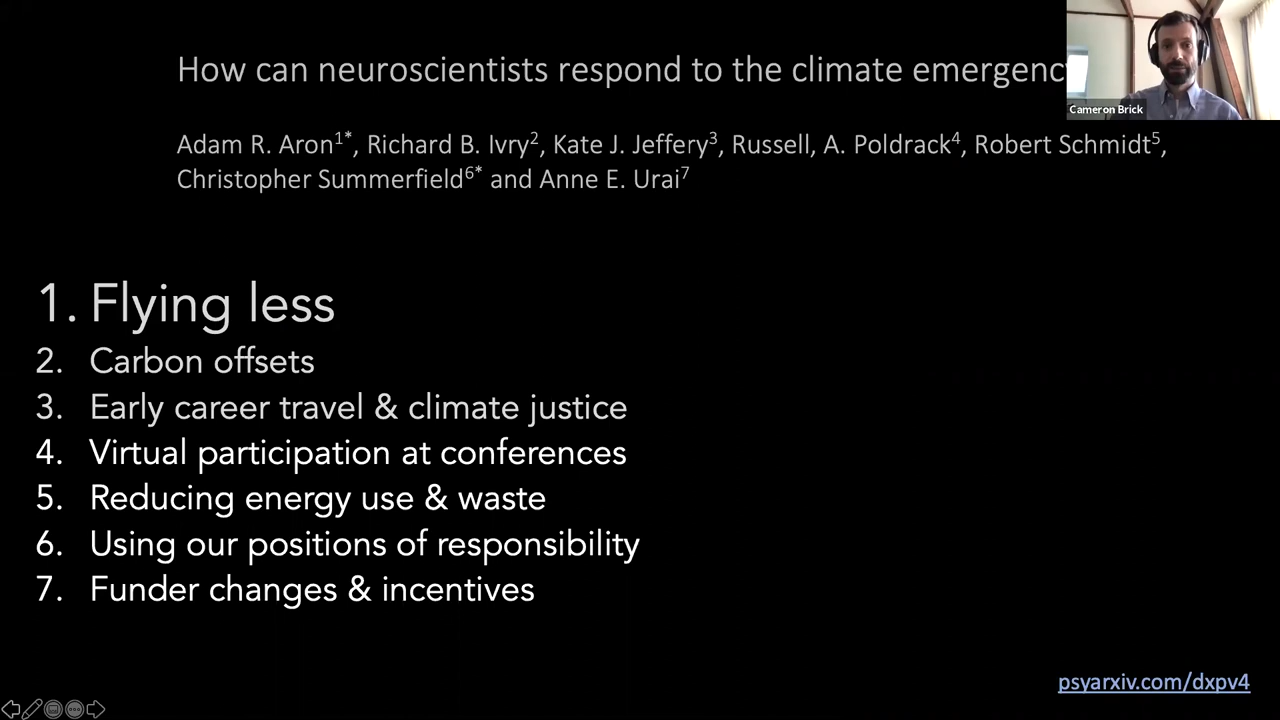 How can neuroscientists respond to the climate emergency
Cameron Brick
Adam R. Aron1*, Richard B. Ivry2, Kate J. Jeffery3, Russell, A. Poldrack4, Robert Schmidt5,
Christopher Summerfield6* and Anne E. Urai7
1. Flying less
2. Carbon offsets
3. Early career travel & climate justice
4. Virtual participation at conferences
5. Reducing energy use & waste
6. Using our positions of responsibility
7. Funder changes & incentives
psyarxiv.com/dxpv4